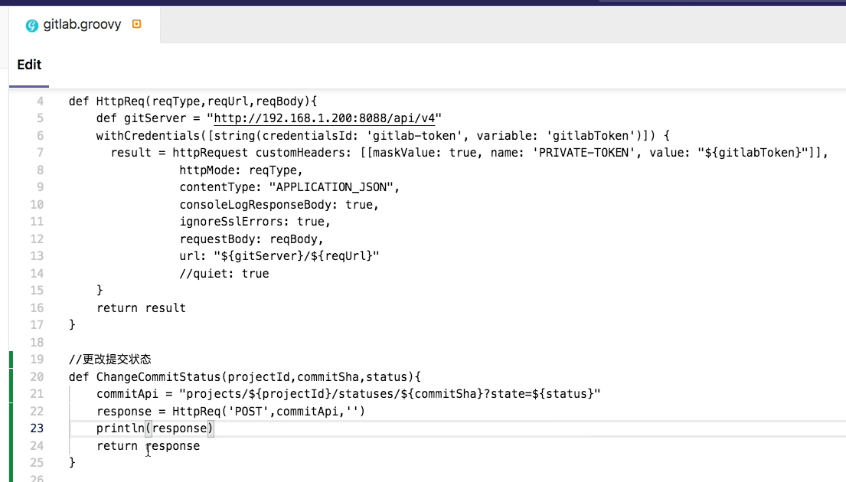 gitlab.groovy
Edit
4 def HttpReq(reqType,reqUrl,reqBody){
5 def gitServer = "http://192.168.1.200:8088/api/v4"
6 withCredentials([string(credentialsId: 'gitlab-token', variable: 'gitlabToken')]) {
7 result = httpRequest customHeaders: [[maskValue: true, name: 'PRIVATE-TOKEN', value: "${gitlabToken}"]],
8 httpMode: reqType,
9 contentType: "APPLICATION_JSON",
10 consoleLogResponseBody: true,
11 ignoreSslErrors: true,
12 requestBody: reqBody,
13 url: "${gitServer}/${reqUrl}"
14 //quiet: true
15 }
16 return result
17 }
18
19 //更改提交状态
20 def ChangeCommitStatus(projectId,commitSha,status){
21 commitApi = "projects/${projectId}/statuses/${commitSha}?state=${status}"
22 response = HttpReq('POST',commitApi,'')
23 println(response)
24 return response
25 }
26